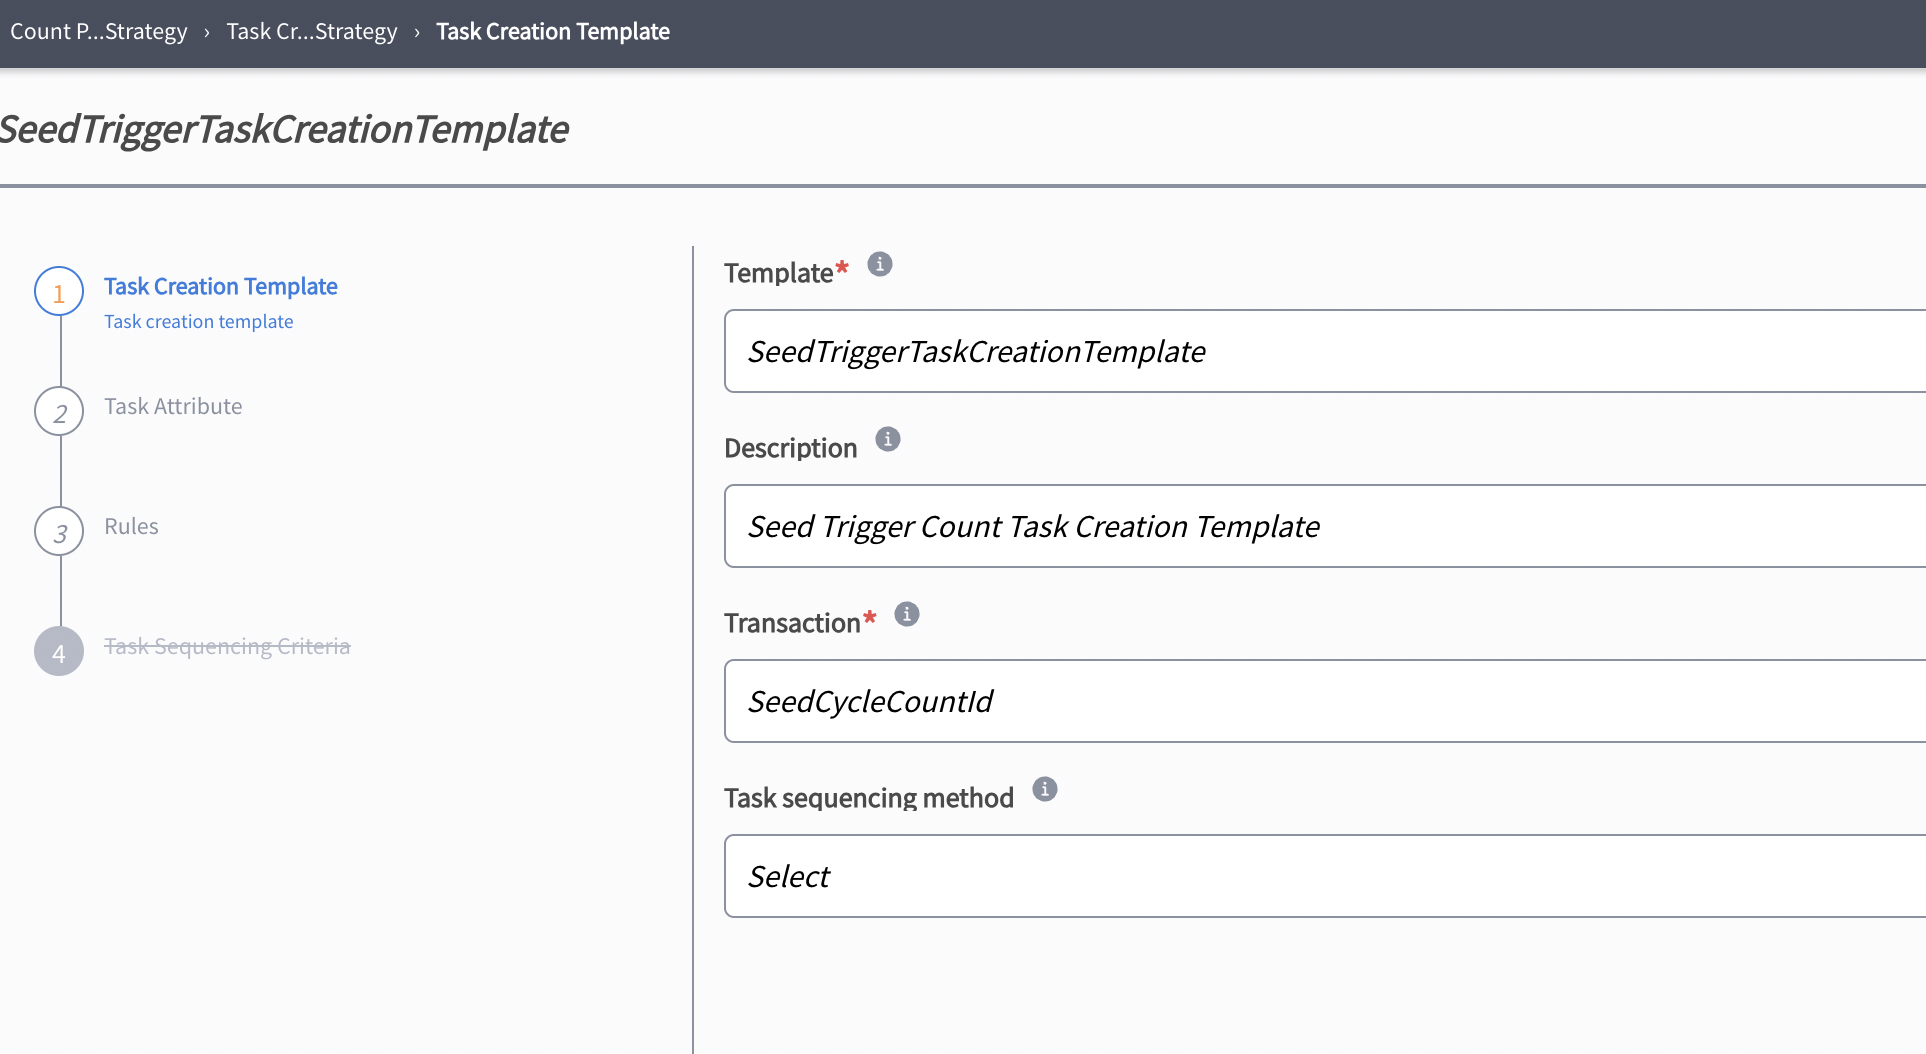 Count P...Strategy › Task Cr...Strategy › Task Creation Template
SeedTriggerTaskCreationTemplate
1 Task Creation Template
Task creation template
2 Task Attribute
3 Rules
4 Task Sequencing Criteria
Template*
SeedTriggerTaskCreationTemplate
Description
Seed Trigger Count Task Creation Template
Transaction*
SeedCycleCountId
Task sequencing method
Select